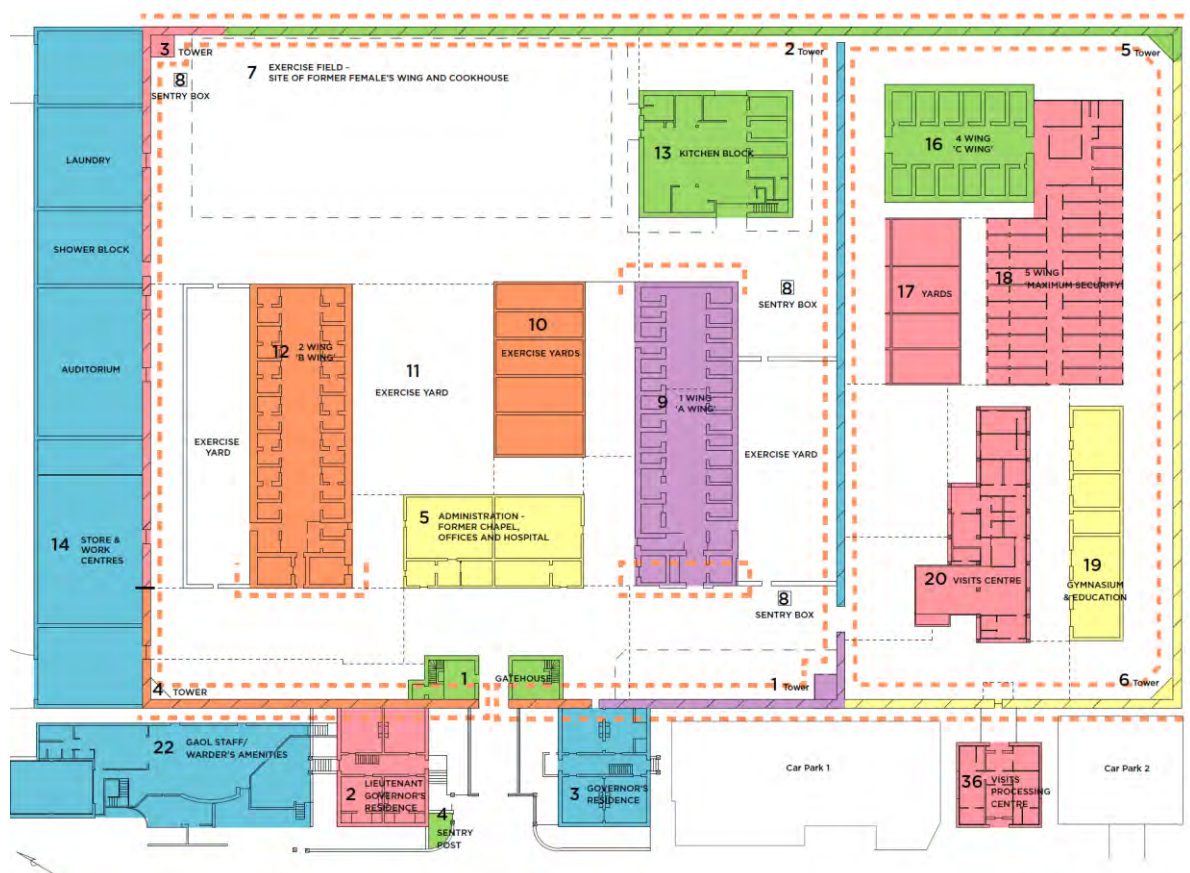 3 TOWER
8
SENTRY BOX
7 EXERCISE FIELD –
SITE OF FORMER FEMALE'S WING AND COOKHOUSE
2 Tower
5 Tower
LAUNDRY
13 KITCHEN BLOCK
16 4 WING
'C WING'
SHOWER BLOCK
8
SENTRY BOX
17 YARDS
18 5 WING
'MAXIMUM SECURITY'
AUDITORIUM
12 2 WING
'B WING'
10
EXERCISE YARDS
11
EXERCISE YARD
9 1 WING
'A WING'
EXERCISE
YARD
EXERCISE YARD
14 STORE &
WORK
CENTRES
5 ADMINISTRATION –
FORMER CHAPEL,
OFFICES AND HOSPITAL
20 VISITS CENTRE
19
GYMNASIUM
& EDUCATION
8
SENTRY BOX
4 TOWER
1
GATEHOUSE
1 Tower
6 Tower
22 GAOL STAFF/
WARDER'S AMENITIES
2 LIEUTENANT
GOVERNOR'S
RESIDENCE
4
SENTRY
POST
3 GOVERNOR'S
RESIDENCE
Car Park 1
36 VISITS
PROCESSING
CENTRE
Car Park 2